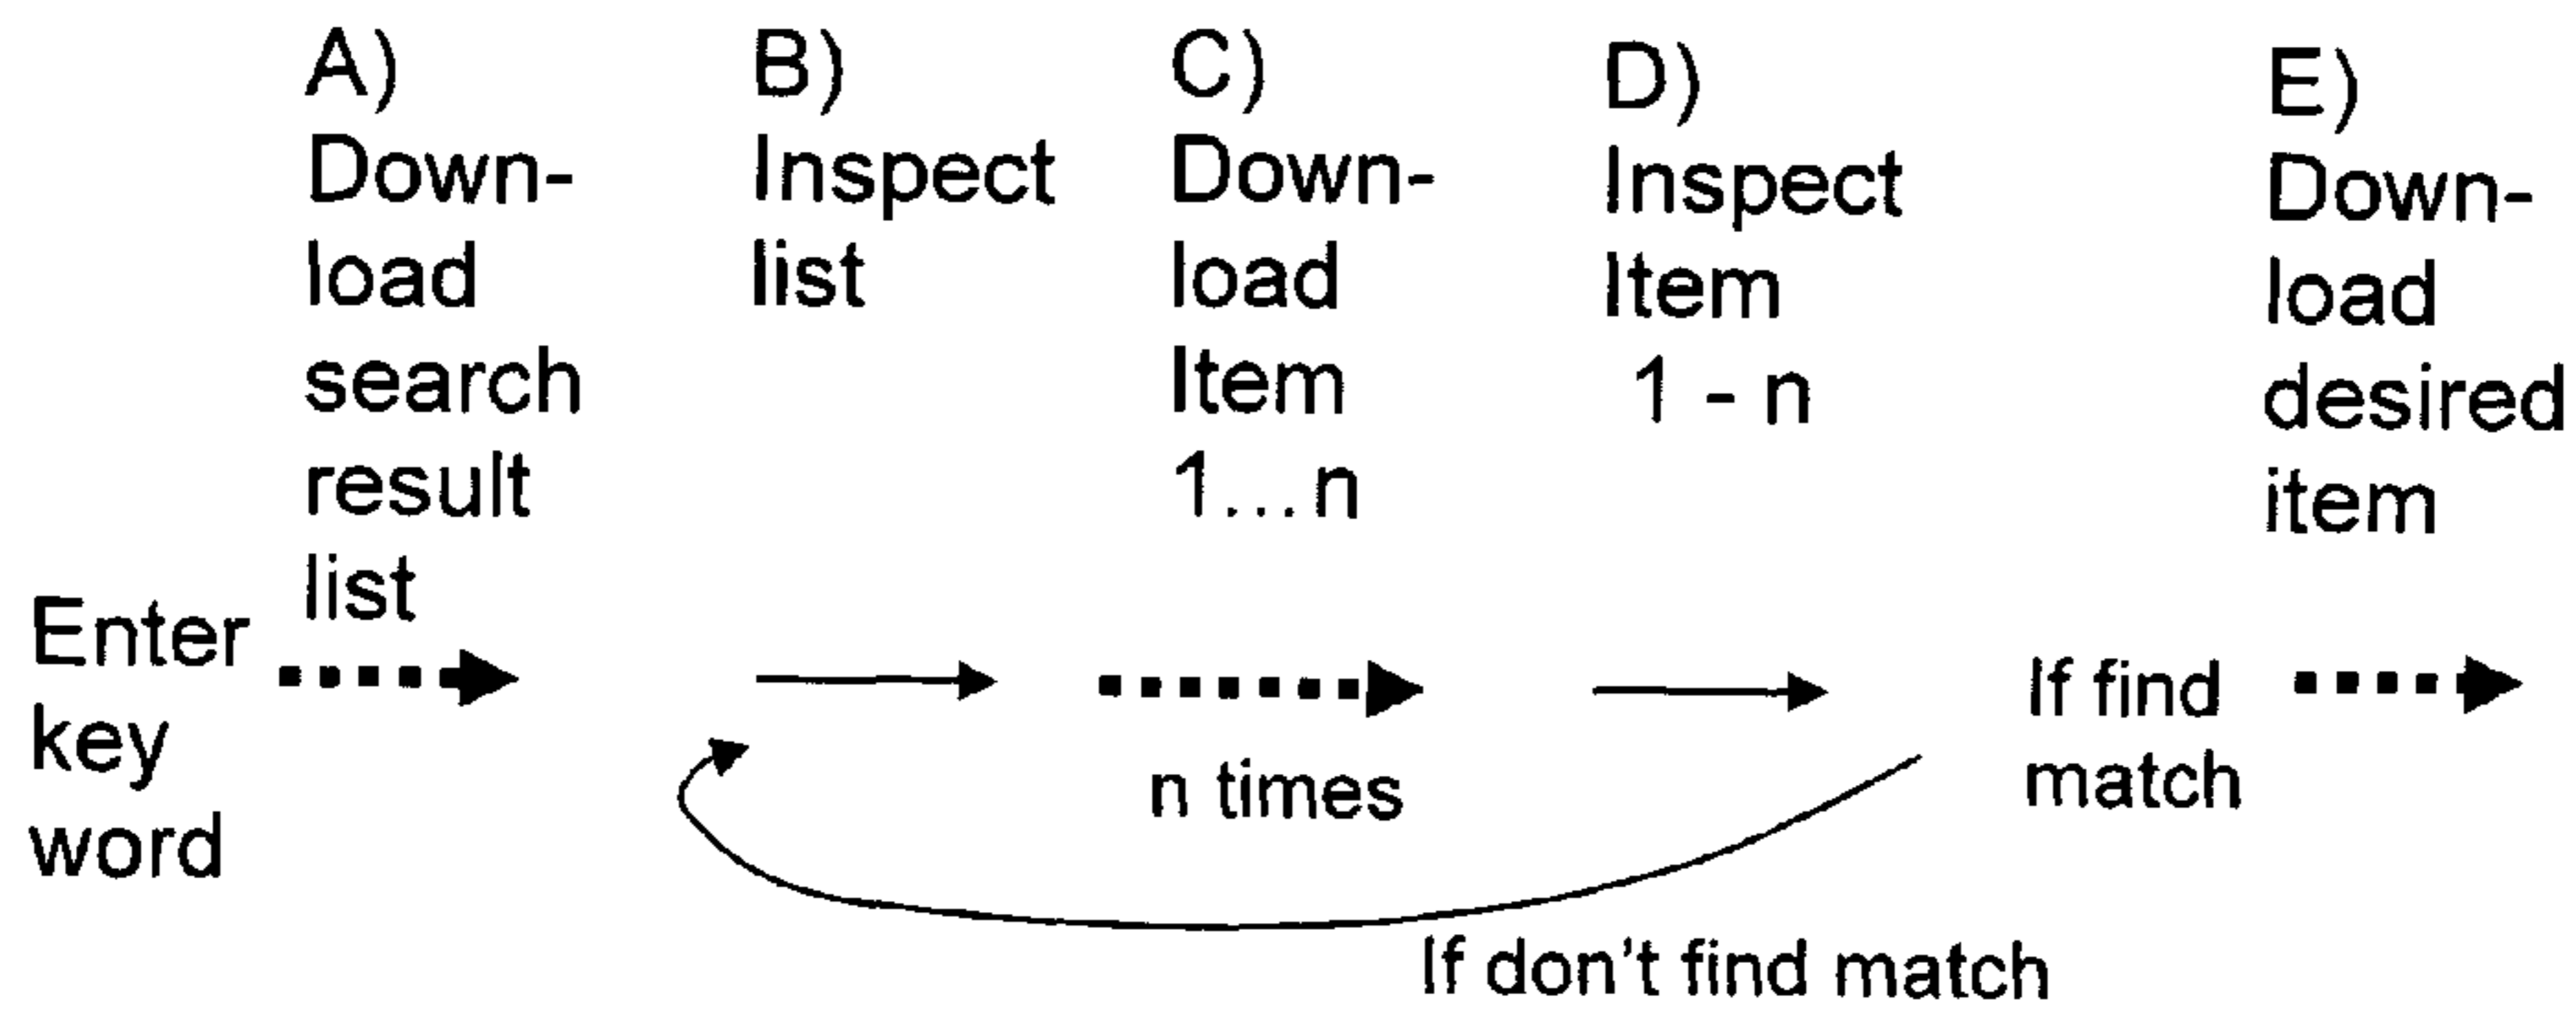 A)
Down-
load
search
result
list
B)
Inspect
list
C)
Down-
load
Item
1...n
D)
Inspect
Item
1 - n
E)
Down-
load
desired
item
Enter
key
word
n times
If find
match
If don't find match